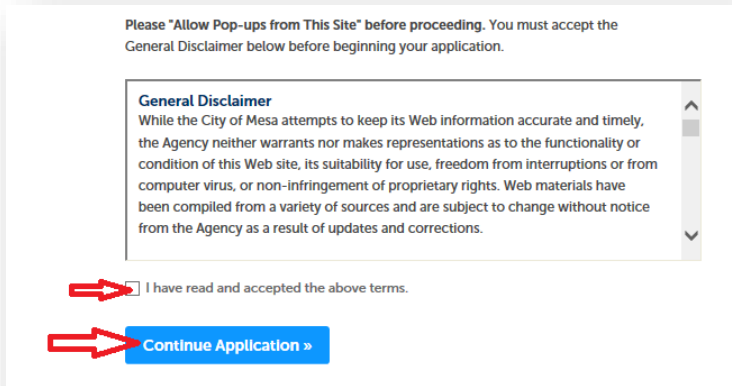 Please "Allow Pop-ups from This Site" before proceeding. You must accept the
General Disclaimer below before beginning your application.
General Disclaimer
While the City of Mesa attempts to keep its Web information accurate and timely,
the Agency neither warrants nor makes representations as to the functionality or
condition of this Web site, its suitability for use, freedom from interruptions or from
computer virus, or non-infringement of proprietary rights. Web materials have
been compiled from a variety of sources and are subject to change without notice
from the Agency as a result of updates and corrections.
I have read and accepted the above terms.
Continue Application »